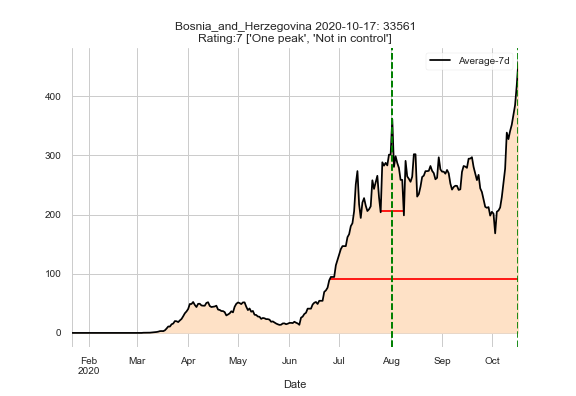 Bosnia_and_Herzegovina 2020-10-17: 33561
Rating:7 ['One peak', 'Not in control']
Average-7d
400
300
200
100
0
Feb Mar Apr May Jun Jul Aug Sep Oct
2020
Date